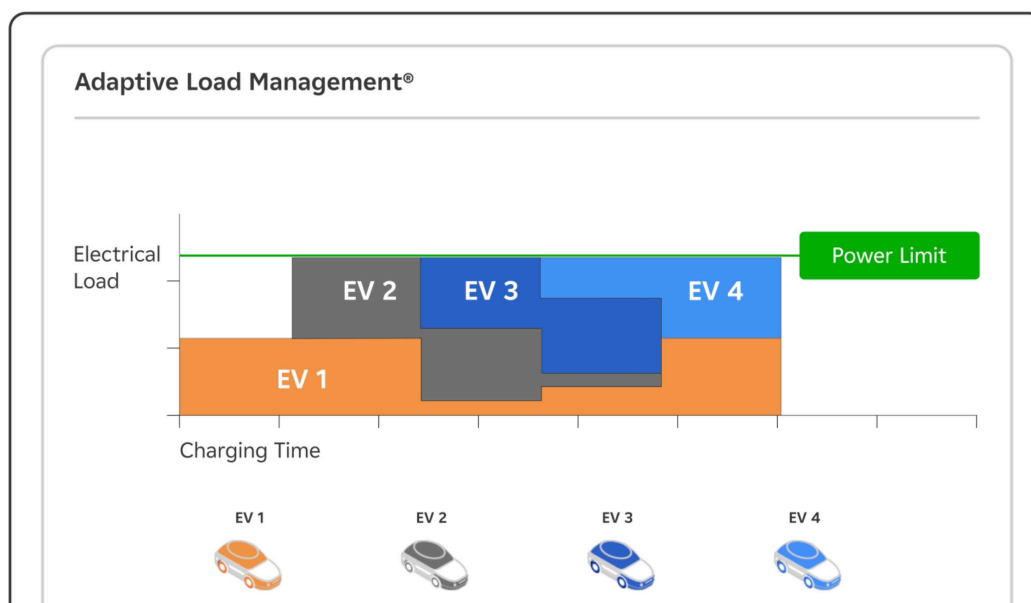 Adaptive Load Management®
Electrical
Load
Power Limit
EV 2
EV 3
EV 4
EV 1
Charging Time
EV 1
EV 2
EV 3
EV 4